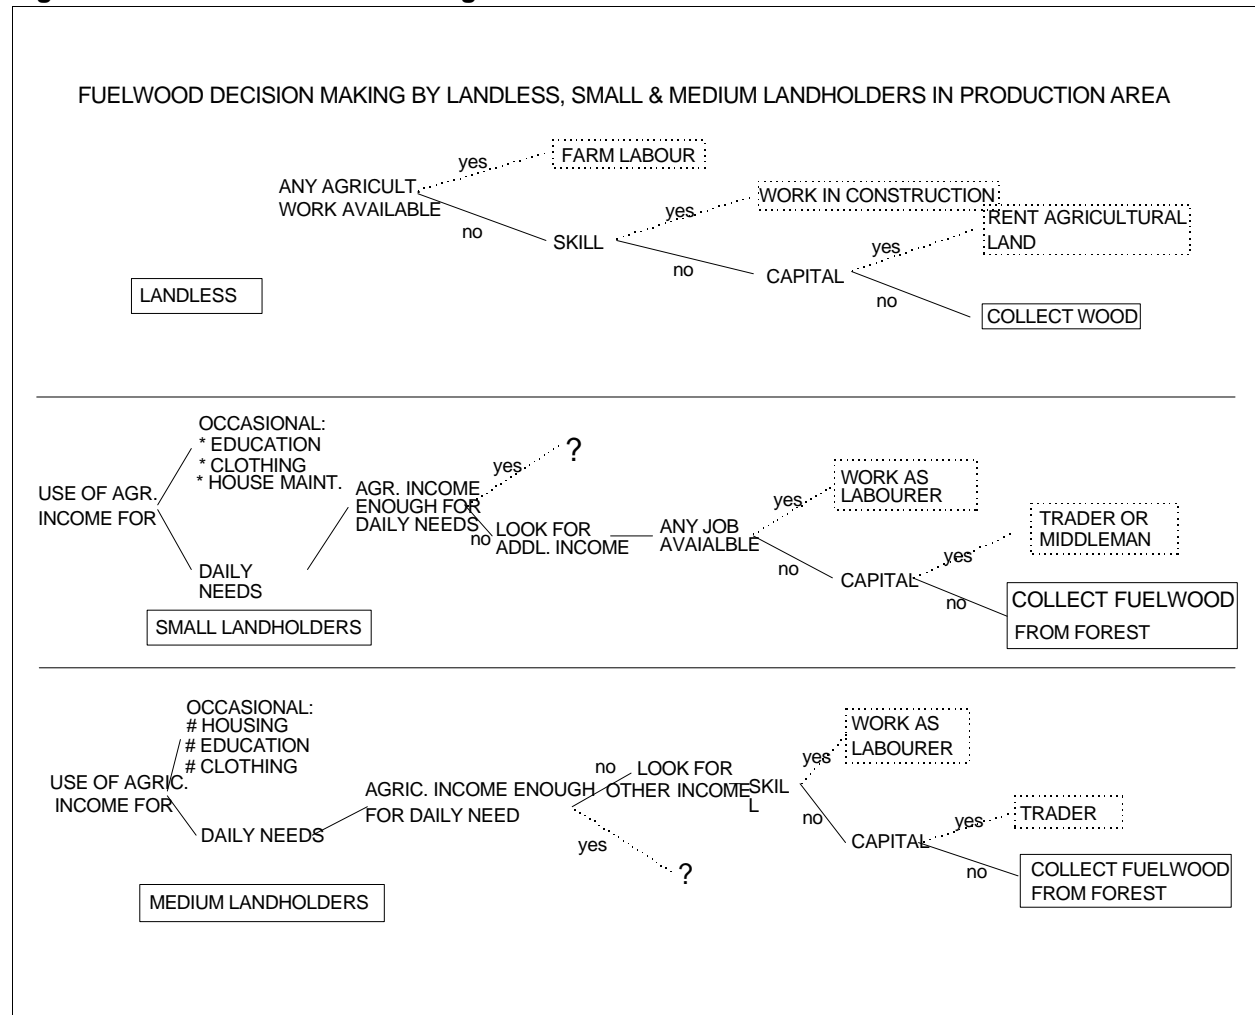 FUELWOOD DECISION MAKING BY LANDLESS, SMALL & MEDIUM LANDHOLDERS IN PRODUCTION AREA
yes
FARM LABOUR
ANY AGRICULT.
WORK AVAILABLE
no
SKILL
yes
WORK IN CONSTRUCTION
no
CAPITAL
yes
RENT AGRICULTURAL
LAND
no
COLLECT WOOD
LANDLESS
USE OF AGR.
INCOME FOR
OCCASIONAL:
* EDUCATION
* CLOTHING
* HOUSE MAINT.
DAILY
NEEDS
AGR. INCOME
ENOUGH FOR
DAILY NEEDS
yes
?
no
LOOK FOR
ADDL. INCOME
ANY JOB
AVAIALBLE
yes
WORK AS
LABOURER
no
CAPITAL
yes
TRADER OR
MIDDLEMAN
no
COLLECT FUELWOOD
FROM FOREST
SMALL LANDHOLDERS
USE OF AGRIC.
INCOME FOR
OCCASIONAL:
# HOUSING
# EDUCATION
# CLOTHING
DAILY NEEDS
AGRIC. INCOME ENOUGH
FOR DAILY NEED
no
LOOK FOR
OTHER INCOME
yes
?
SKIL
L
yes
WORK AS
LABOURER
no
CAPITAL
yes
TRADER
no
COLLECT FUELWOOD
FROM FOREST
MEDIUM LANDHOLDERS